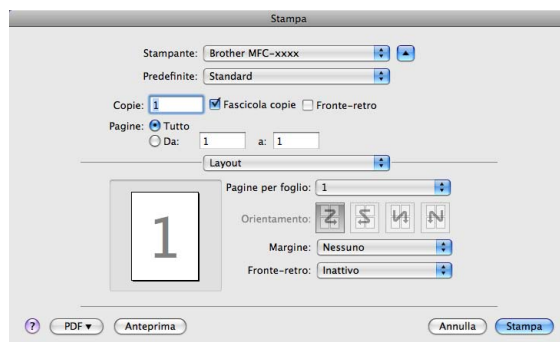 Stampa
Stampante: Brother MFC-xxxx
Predefinite: Standard
Copie: 1 Fascicola copie Fronte-retro
Pagine: Tutto
Da: 1 a: 1
Layout
Pagine per foglio: 1
1
Orientamento:
Margine: Nessuno
Fronte-retro: Inattivo
? PDF Anteprima Annulla Stampa